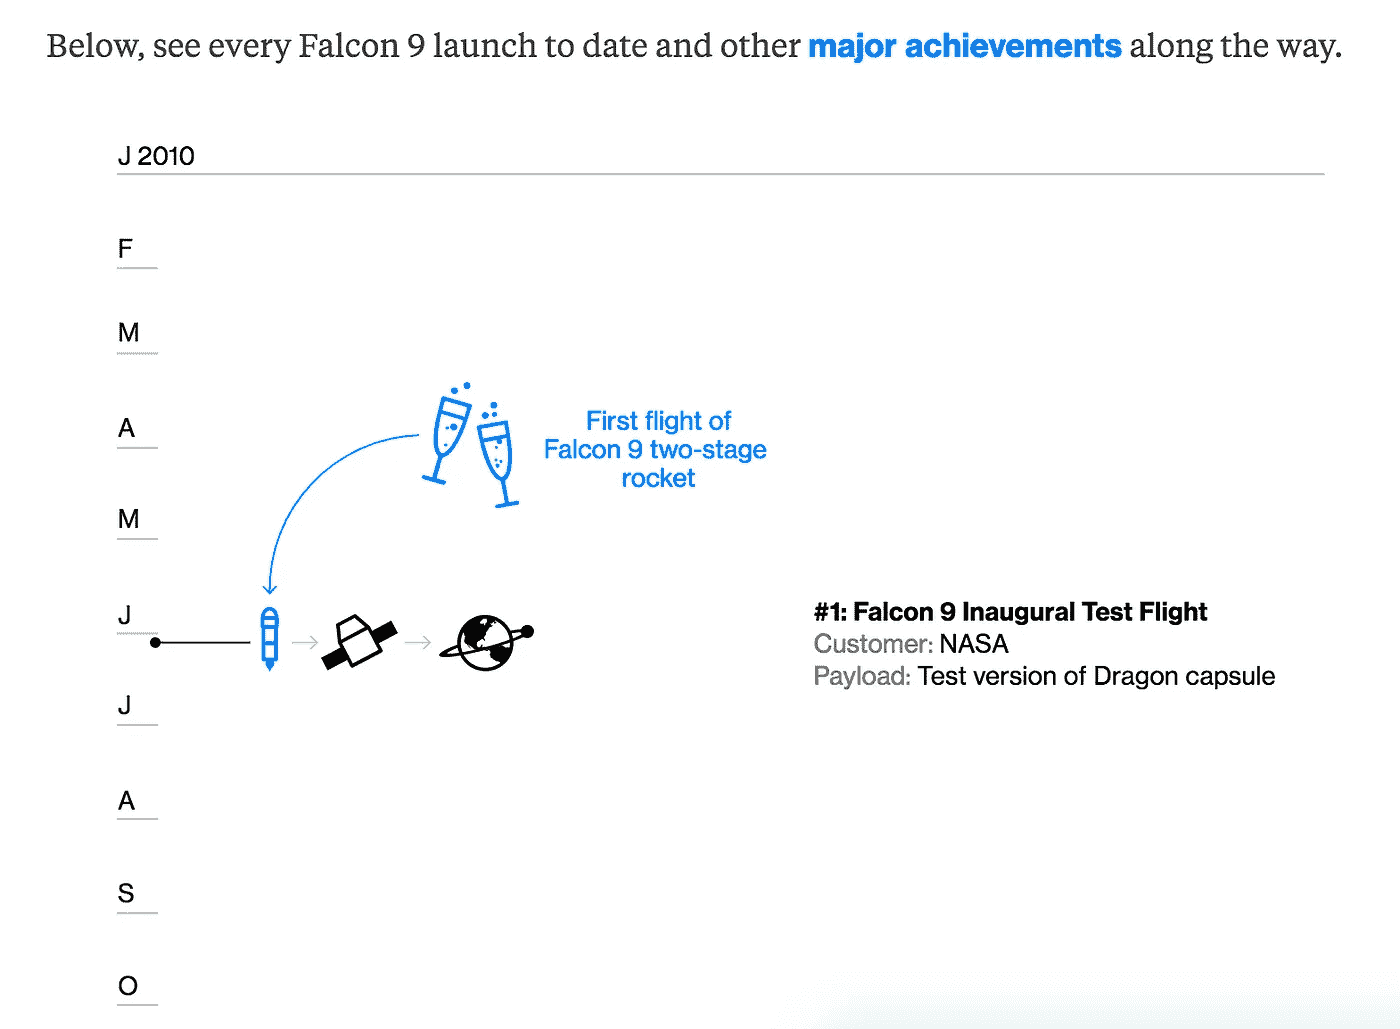 Below, see every Falcon 9 launch to date and other major achievements along the way.
J 2010
F
M
A
First flight of
Falcon 9 two-stage
rocket
M
J
#1: Falcon 9 Inaugural Test Flight
Customer: NASA
Payload: Test version of Dragon capsule
J
A
S
O